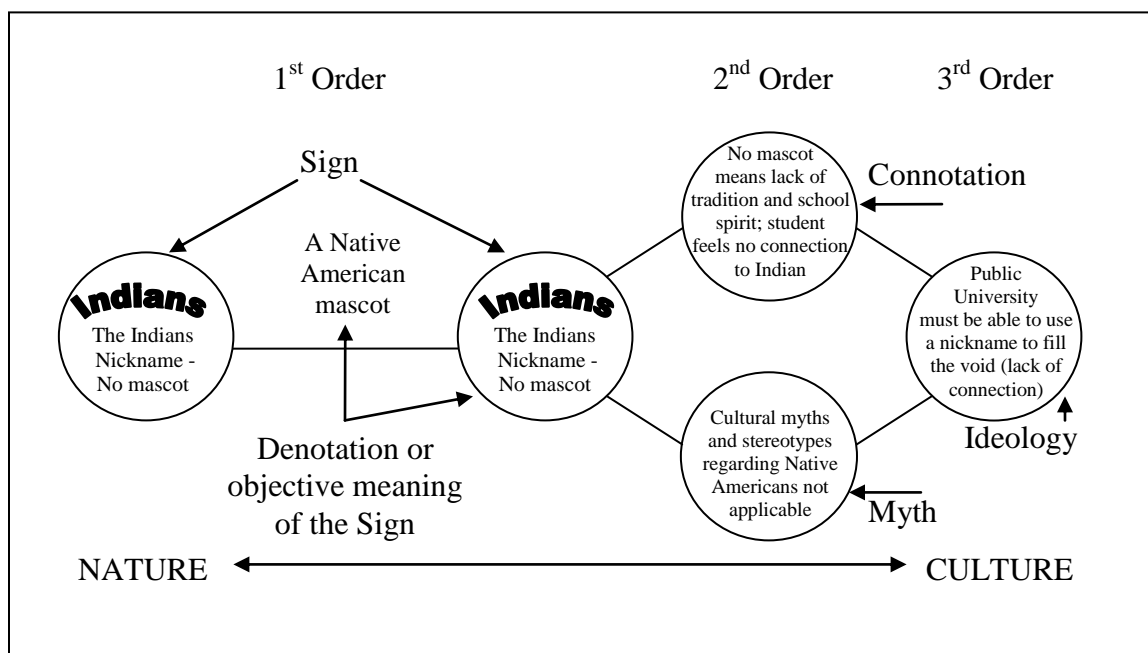 1st Order
2nd Order
3rd Order
Sign
A Native
American
mascot
Indians
The Indians
Nickname -
No mascot
Indians
The Indians
Nickname -
No mascot
Denotation or
objective meaning
of the Sign
No mascot
means lack of
tradition and school
spirit; student
feels no connection
to Indian
Connotation
Cultural myths
and stereotypes
regarding Native
Americans not
applicable
Myth
Public
University
must be able to use
a nickname to fill
the void (lack of
connection)
Ideology
NATURE
CULTURE